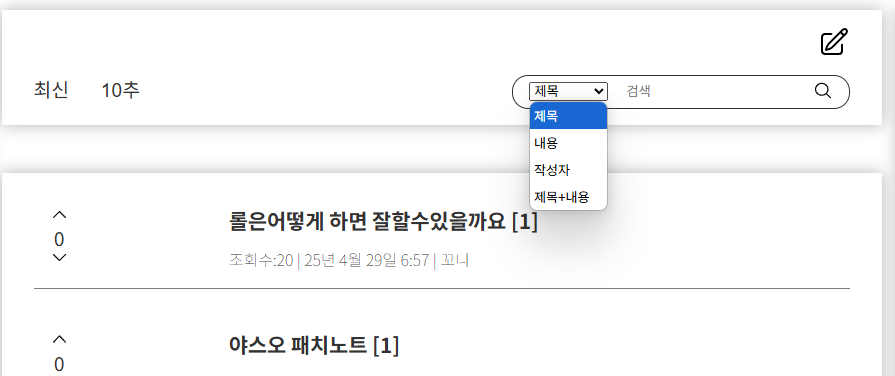 최신 10추 제목 검색
제목
내용
작성자
제목+내용
롤은어떻게 하면 잘할수있을까요 [1]
0
조회수:20 | 25년 4월 29일 6:57 | 꼬니
야스오 패치노트 [1]
0